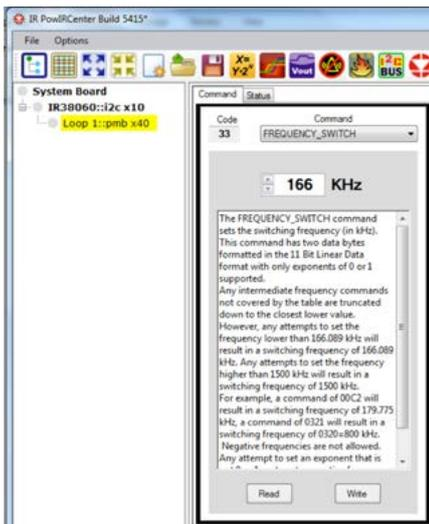 IR PowIRCenter Build 5415*
File Options
X=
Y·2^x
Vout
i2c
BUS
System Board
IR38060::i2c x10
Loop 1::pmb x40
Command Status
Code Command
33 FREQUENCY_SWITCH
166 KHz
The FREQUENCY_SWITCH command
sets the switching frequency (in kHz).
This command has two data bytes
formatted in the 11 Bit Linear Data
format with only exponents of 0 or 1
supported.
Any intermediate frequency commands
not covered by the table are truncated
down to the closest lower value.
However, any attempts to set the
frequency lower than 166.089 kHz will
result in a switching frequency of 166.089
kHz. Any attempts to set the frequency
higher than 1500 kHz will result in a
switching frequency of 1500 kHz.
For example, a command of 00C2 will
result in a switching frequency of 179.775
kHz, a command of 0321 will result in a
switching frequency of 0320=800 kHz.
Negative frequencies are not allowed.
Any attempt to set an exponent that is
Read Write